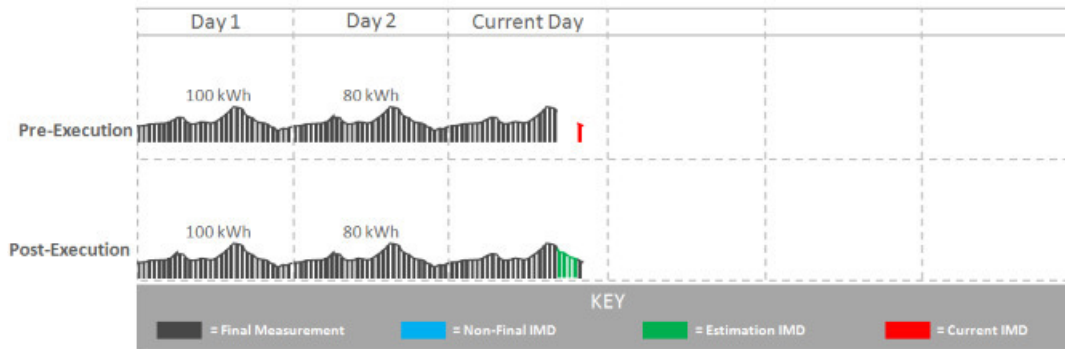 Day 1 Day 2 Current Day
100 kWh 80 kWh
Pre-Execution
100 kWh 80 kWh
Post-Execution
KEY
= Final Measurement = Non-Final IMD = Estimation IMD = Current IMD